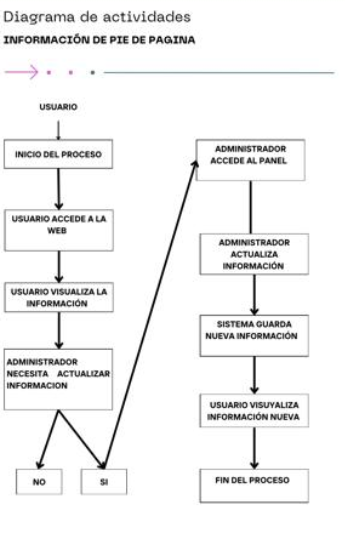 Diagrama de actividades
INFORMACIÓN DE PIE DE PAGINA
USUARIO
INICIO DEL PROCESO
USUARIO ACCEDE A LA
WEB
USUARIO VISUALIZA LA
INFORMACIÓN
ADMINISTRADOR
NECESITA ACTUALIZAR
INFORMACION
NO
SI
ADMINISTRADOR
ACCEDE AL PANEL
ADMINISTRADOR
ACTUALIZA
INFORMACIÓN
SISTEMA GUARDA
NUEVA INFORMACIÓN
USUARIO VISUYALIZA
INFORMACIÓN NUEVA
FIN DEL PROCESO